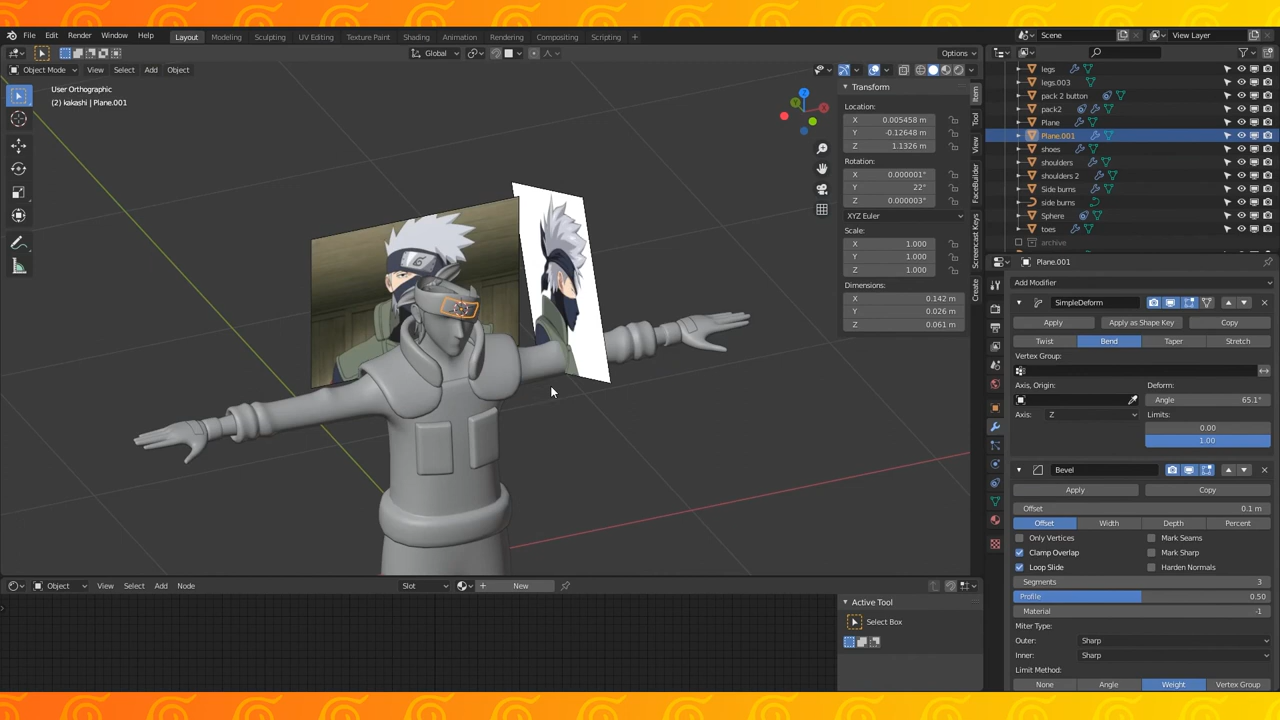 File Edit Render Window Help Layout Modeling Sculpting UV Editing Texture Paint Shading Animation Rendering Compositing Scripting + Scene View Layer
Global Options
Object Mode View Select Add Object
User Orthographic
(2) kakashi | Plane.001
Transform
Location:
X 0.005458 m
Y -0.12648 m
Z 1.1326 m
Rotation:
X 0.000001°
Y 22°
Z 0.000003°
XYZ Euler
Scale:
X 1.000
Y 1.000
Z 1.000
Dimensions:
X 0.142 m
Y 0.026 m
Z 0.061 m
Item
Tool
View
FaceBuilder
Screencast Keys
Create
legs
legs.003
pack 2 button
pack2
Plane
Plane.001
shoes
shoulders
shoulders 2
Side burns
side burns
Sphere
toes
archive
Plane.001
Add Modifier
SimpleDeform
Apply Apply as Shape Key Copy
Twist Bend Taper Stretch
Vertex Group:
Axis, Origin: Deform:
Angle 65.1°
Axis: Z Limits:
0.00
1.00
Bevel
Apply Copy
Offset 0.1 m
Offset Width Depth Percent
Only Vertices Mark Seams
Clamp Overlap Mark Sharp
Loop Slide Harden Normals
Segments 3
Profile 0.50
Material -1
Miter Type:
Outer: Sharp
Inner: Sharp
Limit Method:
None Angle Weight Vertex Group
Object View Select Add Node Slot + New
Active Tool
Select Box